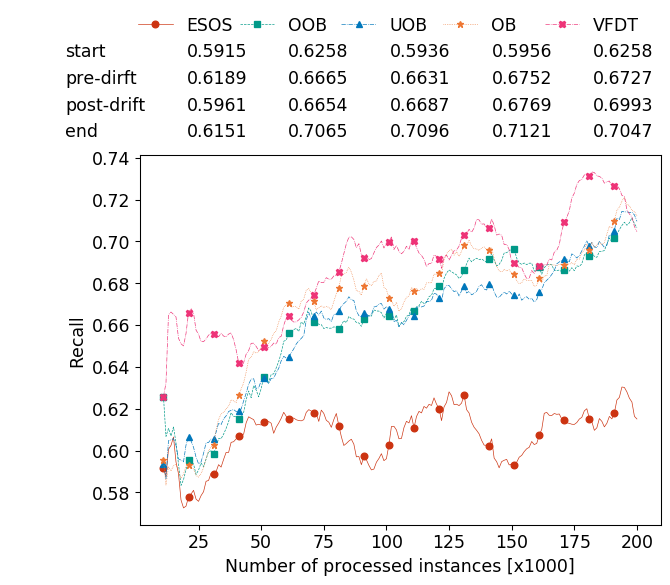 ESOS OOB UOB OB VFDT
start 0.5915 0.6258 0.5936 0.5956 0.6258
pre-dirft 0.6189 0.6665 0.6631 0.6752 0.6727
post-drift 0.5961 0.6654 0.6687 0.6769 0.6993
end 0.6151 0.7065 0.7096 0.7121 0.7047
0.74
0.72
0.70
0.68
0.66
0.64
0.62
0.60
0.58
Recall
25 50 75 100 125 150 175 200
Number of processed instances [x1000]